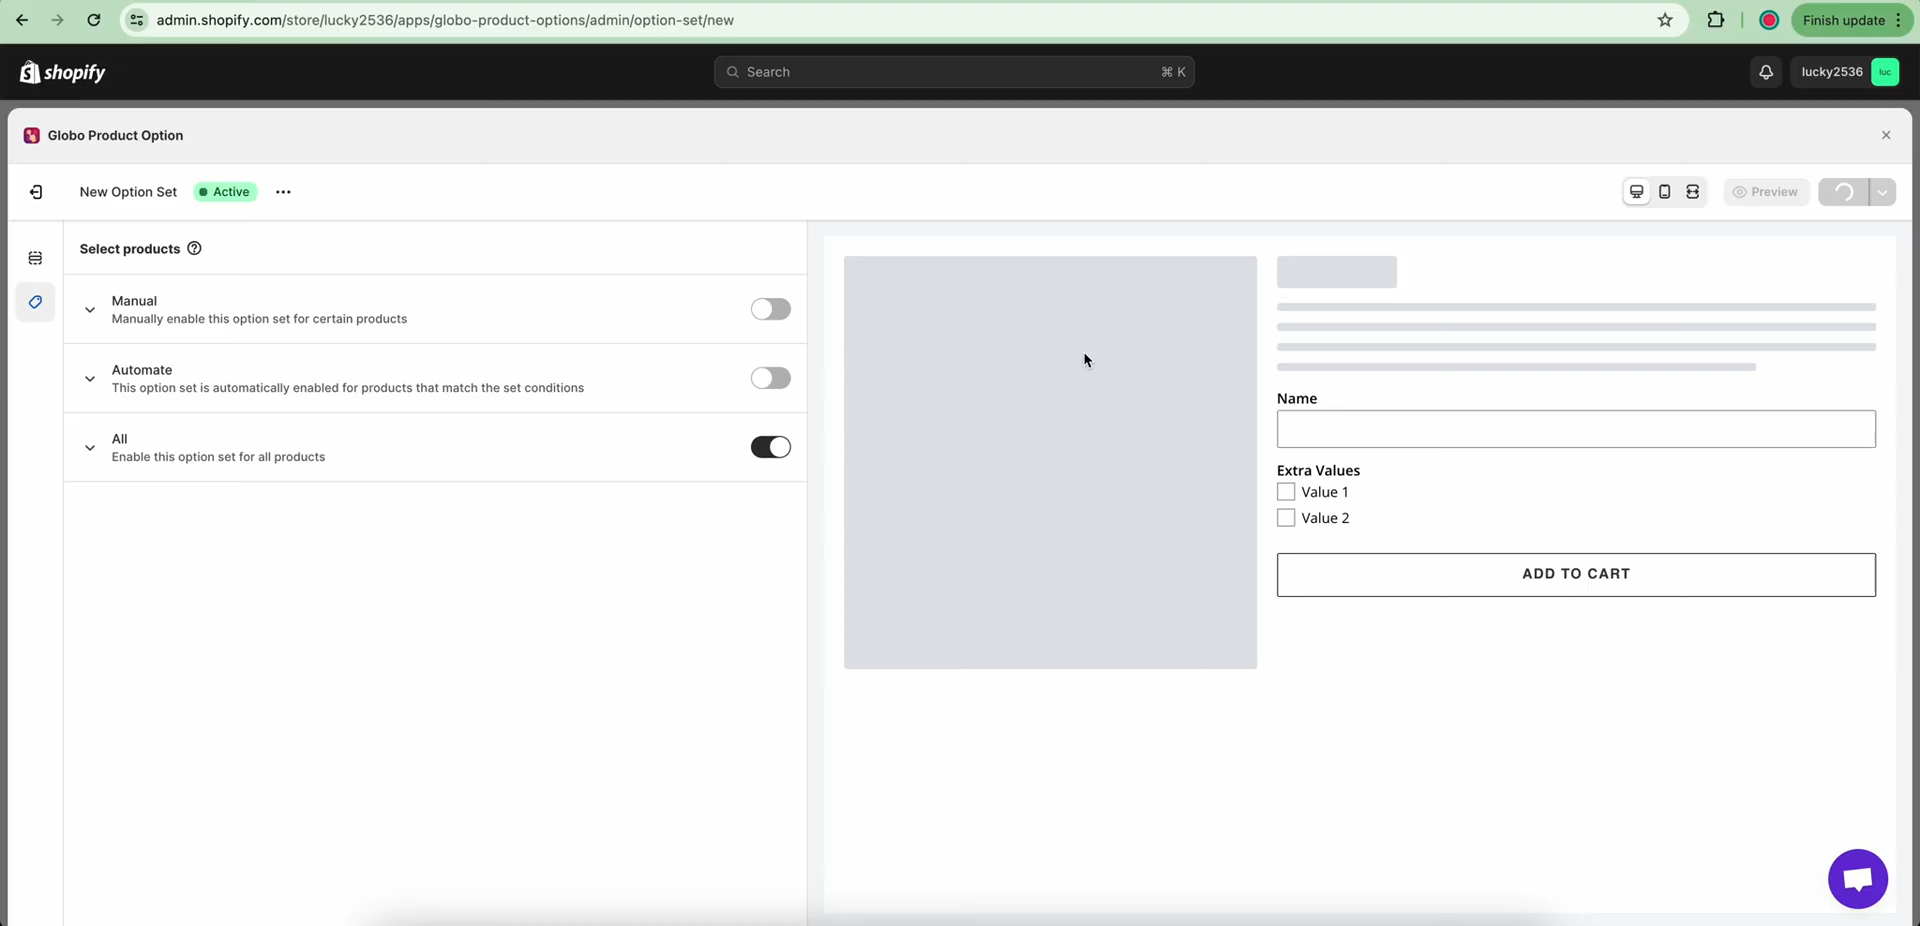 admin.shopify.com/store/lucky2536/apps/globo-product-options/admin/option-set/new
Finish update
shopify
Search
⌘ K
lucky2536
luc
Globo Product Option
New Option Set
Active
Preview
Select products
Manual
Manually enable this option set for certain products
Automate
This option set is automatically enabled for products that match the set conditions
All
Enable this option set for all products
Name
Extra Values
Value 1
Value 2
ADD TO CART